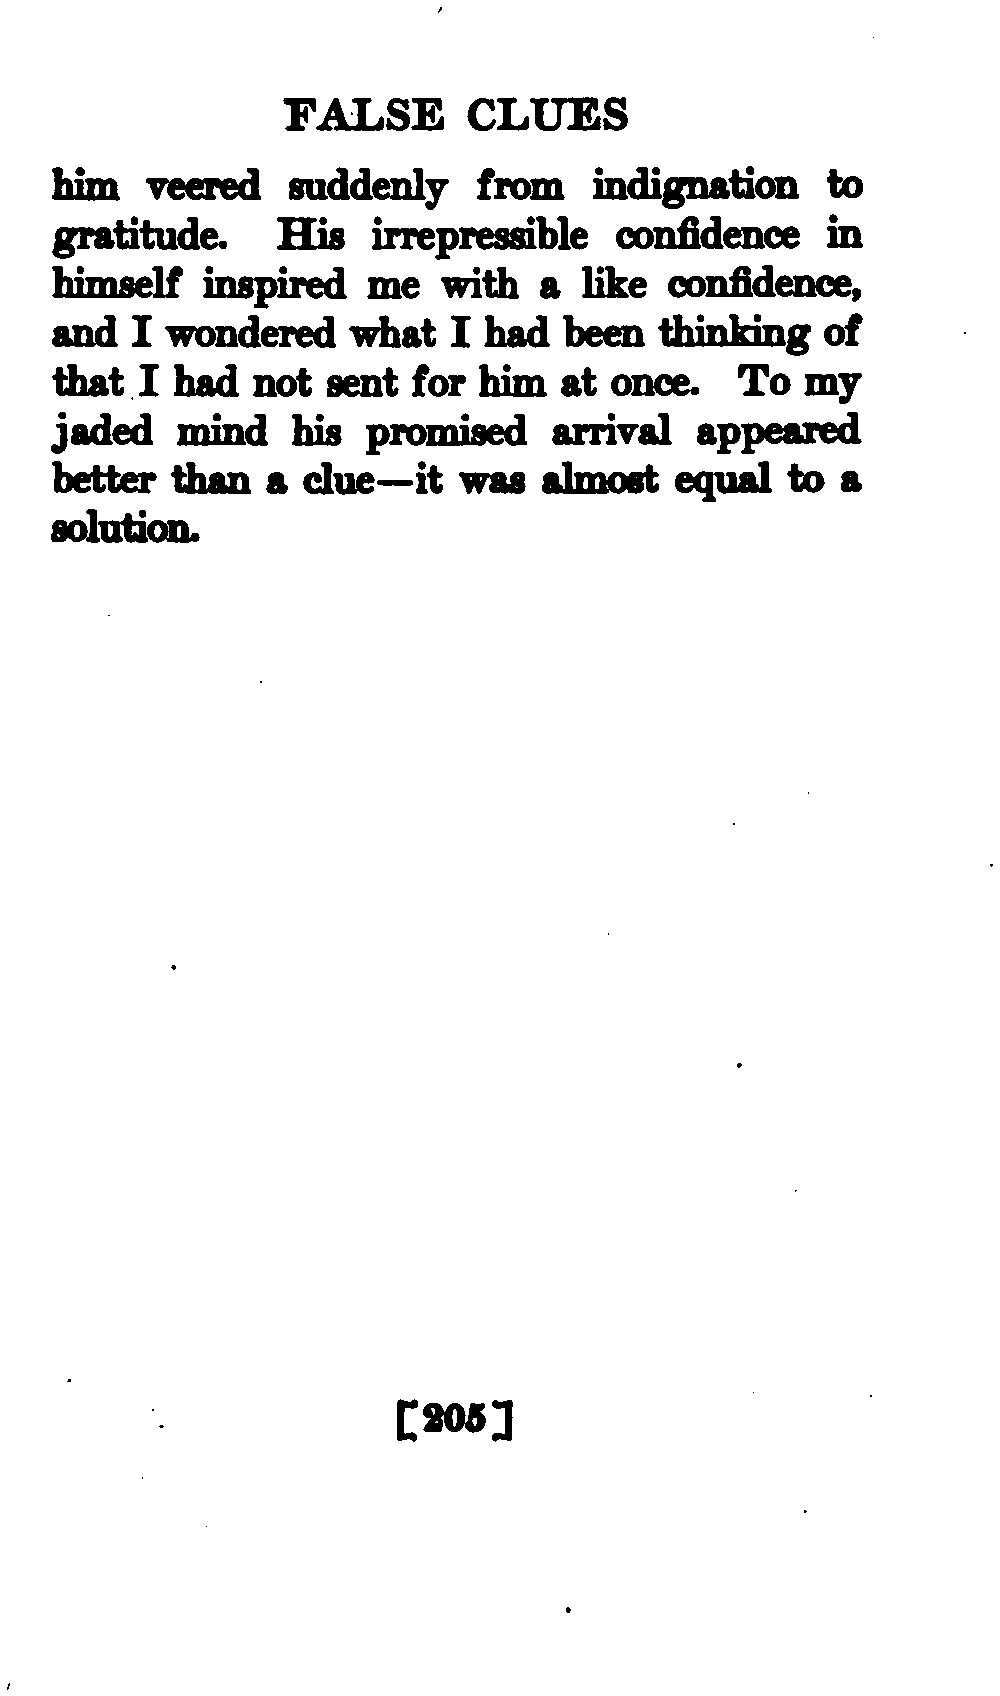 FALSE CLUES
him veered suddenly from indignation to
gratitude. His irrepressible confidence in
himself inspired me with a like confidence,
and I wondered what I had been thinking of
that I had not sent for him at once. To my
jaded mind his promised arrival appeared
better than a clue—it was almost equal to a
solution.
[205]